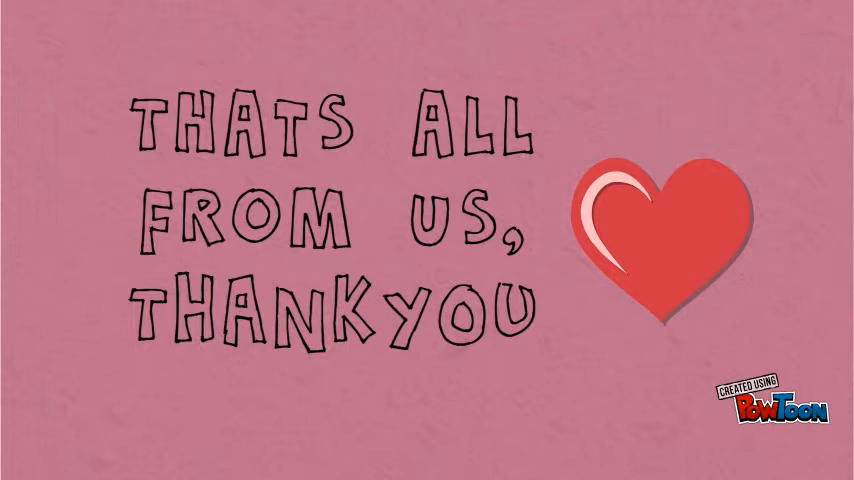 THATS ALL
FROM US,
THANKYOU
CREATED USING
POWTOON